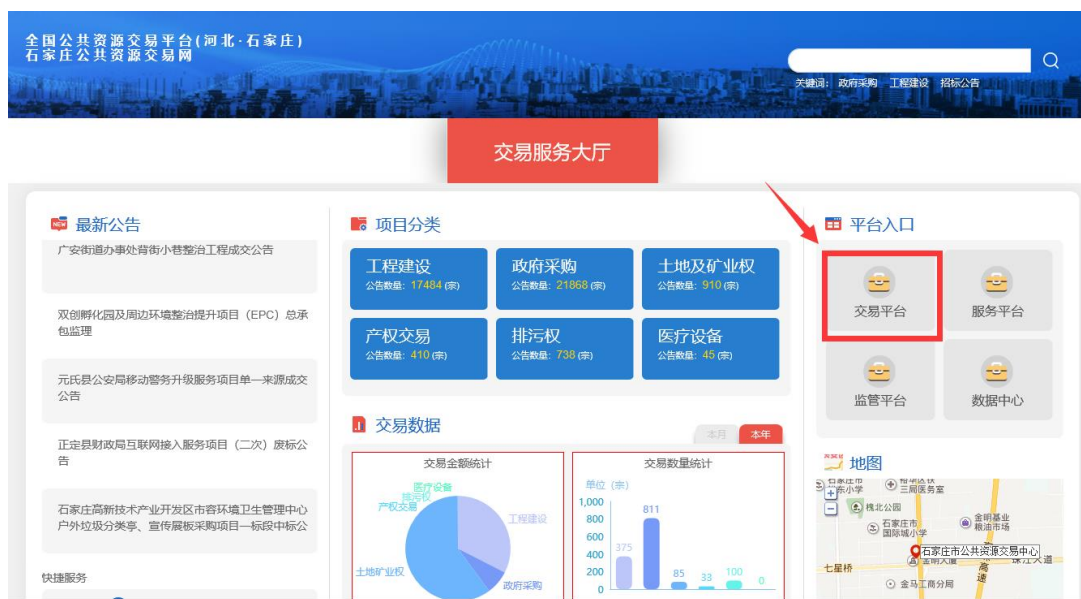 全国公共资源交易平台(河北·石家庄)
石家庄公共资源交易网
关键词： 政府采购 工程建设 招标公告
交易服务大厅
NEW 最新公告
广安街道办事处背街小巷整治工程成交公告
双创孵化园及周边环境整治提升项目（EPC）总承
包监理
元氏县公安局移动警务升级服务项目单一来源成交
公告
正定县财政局互联网接入服务项目（二次）废标公
告
石家庄高新技术产业开发区市容环境卫生管理中心
户外垃圾分类亭、宣传展板采购项目一标段中标公
快捷服务
项目分类
工程建设
公告数量: 17484 (宗)
政府采购
公告数量: 21868 (宗)
土地及矿业权
公告数量: 910 (宗)
产权交易
公告数量: 410 (宗)
排污权
公告数量: 738 (宗)
医疗设备
公告数量: 45 (宗)
交易数据
本月 本年
交易金额统计
医疗设备
排污权
产权交易
工程建设
土地矿业权
政府采购
交易数量统计
单位（宗）
1,000
800
600
400
200
0
375
811
85
33
100
0
平台入口
交易平台
服务平台
监管平台
数据中心
地图
东小学
三局医务室
槐北公园
石家庄市
国际城小学
金明基业
粮油市场
石家庄市公共资源交易中心
七星桥
金马工商分局
高
速